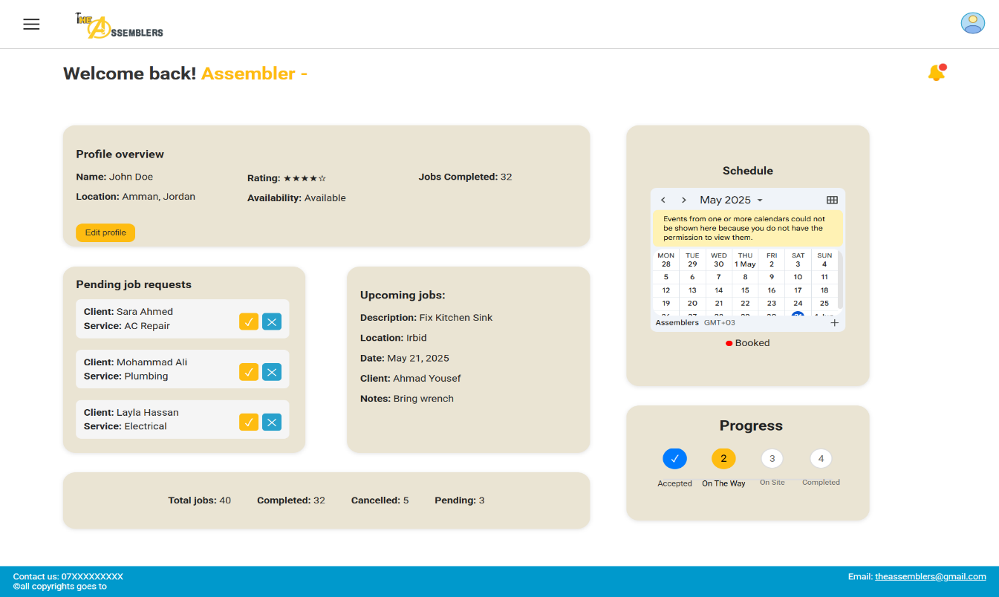 THE ASSEMBLERS
Welcome back! Assembler -
Profile overview
Name: John Doe
Rating: ★★★★☆
Jobs Completed: 32
Location: Amman, Jordan
Availability: Available
Edit profile
Pending job requests
Client: Sara Ahmed
Service: AC Repair
Client: Mohammad Ali
Service: Plumbing
Client: Layla Hassan
Service: Electrical
Upcoming jobs:
Description: Fix Kitchen Sink
Location: Irbid
Date: May 21, 2025
Client: Ahmad Yousef
Notes: Bring wrench
Total jobs: 40 Completed: 32 Cancelled: 5 Pending: 3
Schedule
May 2025
Events from one or more calendars could not
be shown here because you do not have the
permission to view them.
MON TUE WED THU FRI SAT SUN
28 29 30 1 May 2 3 4
5 6 7 8 9 10 11
12 13 14 15 16 17 18
19 20 21 22 23 24 25
Assemblers GMT+03
Booked
Progress
2 3 4
Accepted On The Way On Site Completed
Contact us: 07XXXXXXXXX
©all copyrights goes to
Email: theassemblers@gmail.com